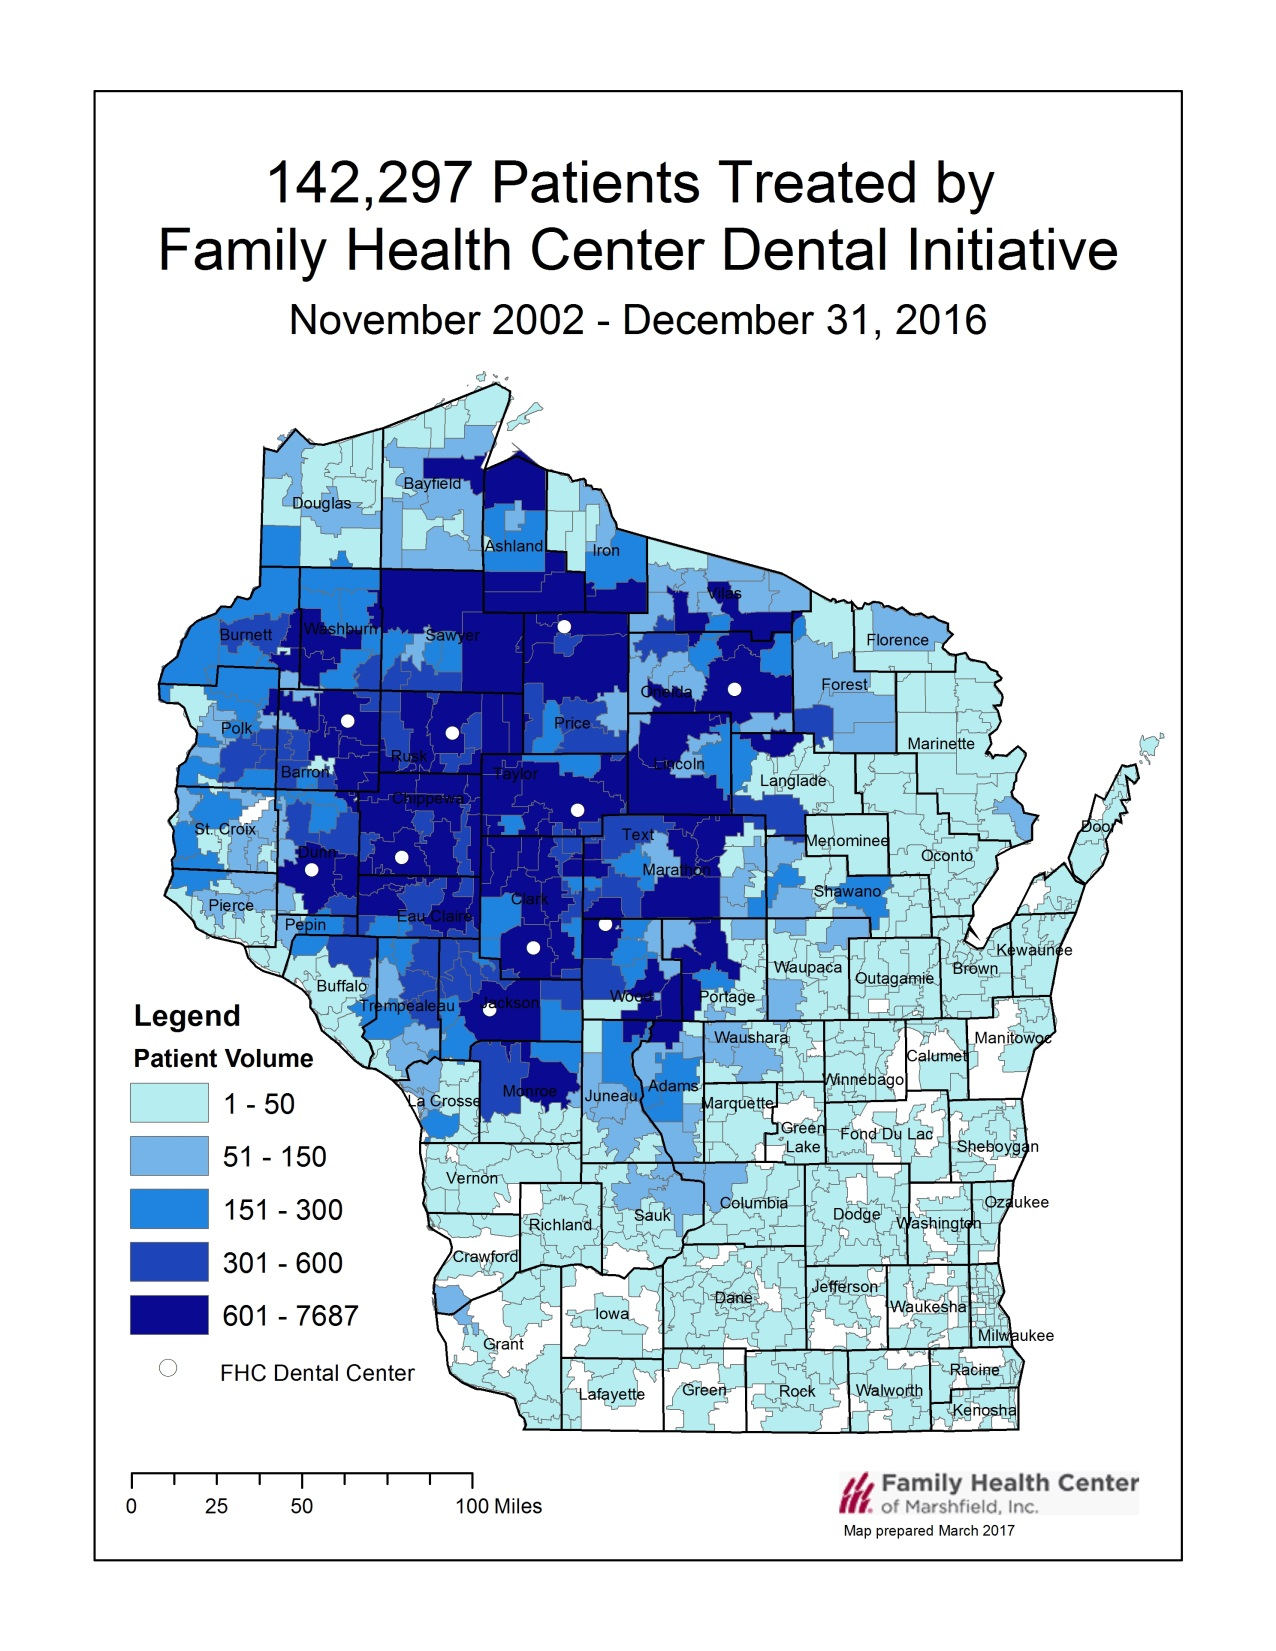 142,297 Patients Treated by
Family Health Center Dental Initiative
November 2002 - December 31, 2016
Bayfield
Douglas
Ashland
Iron
Vilas
Burnett
Washburn
Sawyer
Florence
Forest
Oneida
Polk
Price
Marinette
Rusk
Lincoln
Barron
Taylor
Langlade
Chippewa
St. Croix
Text
Menominee
Door
Dunn
Marathon
Oconto
Clark
Shawano
Pierce
Pepin
Eau Claire
Kewaunee
Waupaca
Brown
Outagamie
Buffalo
Trempealeau
Jackson
Wood
Portage
Waushara
Manitowoc
Calumet
Winnebago
Monroe
Juneau
Adams
La Crosse
Marquette
Green
Lake
Fond Du Lac
Sheboygan
Vernon
Columbia
Ozaukee
Richland
Sauk
Dodge
Washington
Crawford
Dane
Jefferson
Waukesha
Iowa
Milwaukee
Grant
Racine
Lafayette
Green
Rock
Walworth
Kenosha
Legend
Patient Volume
1 - 50
51 - 150
151 - 300
301 - 600
601 - 7687
FHC Dental Center
0 25 50 100 Miles
Family Health Center
of Marshfield, Inc.
Map prepared March 2017